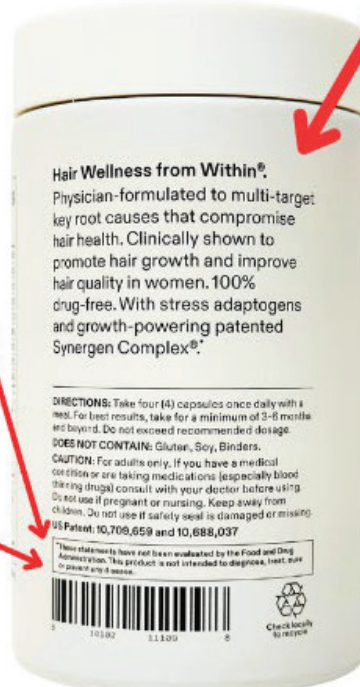 Hair Wellness from Within®.
Physician-formulated to multi-target
key root causes that compromise
hair health. Clinically shown to
promote hair growth and improve
hair quality in women. 100%
drug-free. With stress adaptogens
and growth-powering patented
Synergen Complex®.*
DIRECTIONS: Take four (4) capsules once daily with a
meal. For best results, take for a minimum of 3-6 months
and beyond. Do not exceed recommended dosage.
DOES NOT CONTAIN: Gluten, Soy, Binders.
CAUTION: For adults only. If you have a medical
condition or are taking medications (especially blood
thinning drugs) consult with your doctor before using.
Do not use if pregnant or nursing. Keep away from
children. Do not use if safety seal is damaged or missing.
US Patent: 10,709,659 and 10,688,037
*These statements have not been evaluated by the Food and Drug
Administration. This product is not intended to diagnose, treat, cure
or prevent any disease.
Check locally
to recycle